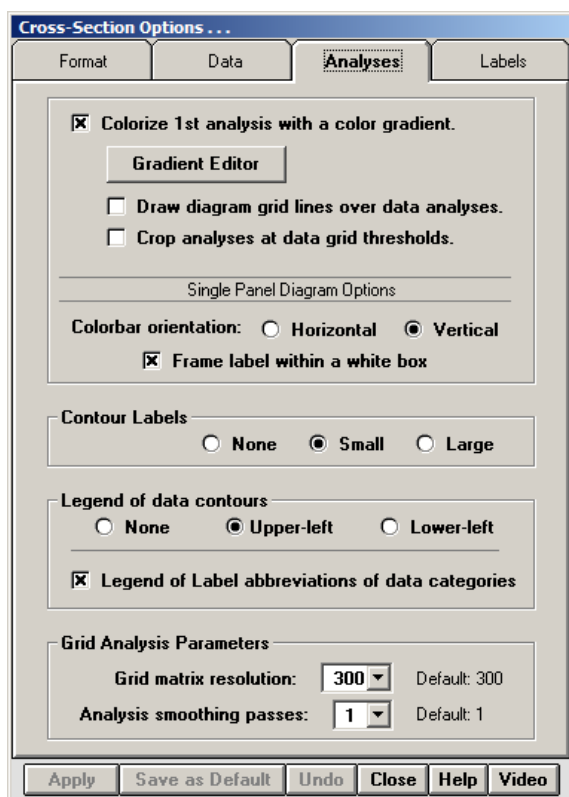 Cross-Section Options . . .
Format Data Analyses Labels
Colorize 1st analysis with a color gradient.
Gradient Editor
Draw diagram grid lines over data analyses.
Crop analyses at data grid thresholds.
Single Panel Diagram Options
Colorbar orientation: Horizontal Vertical
Frame label within a white box
Contour Labels
None Small Large
Legend of data contours
None Upper-left Lower-left
Legend of Label abbreviations of data categories
Grid Analysis Parameters
Grid matrix resolution: 300 Default: 300
Analysis smoothing passes: 1 Default: 1
Apply Save as Default Undo Close Help Video